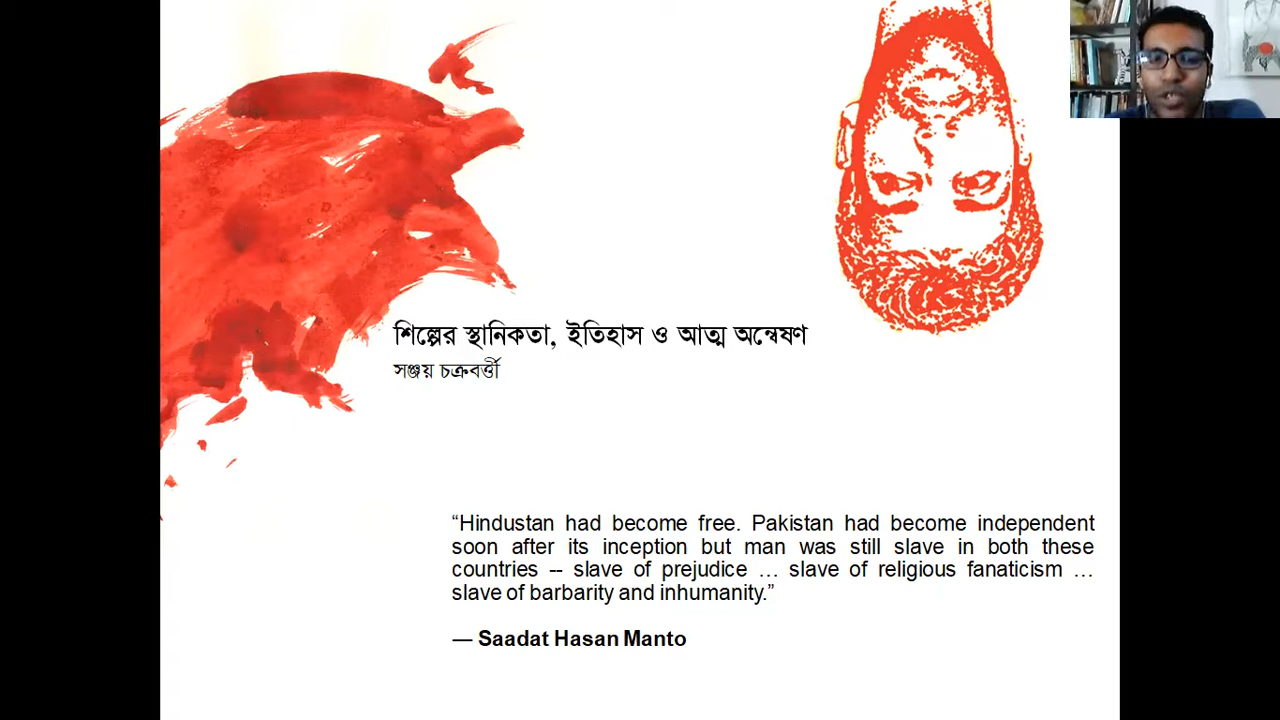 শিল্পের স্থানিকতা, ইতিহাস ও আত্ম অন্বেষণ
সঞ্জয় চক্রবর্ত্তী
“Hindustan had become free. Pakistan had become independent
soon after its inception but man was still slave in both these
countries -- slave of prejudice … slave of religious fanaticism …
slave of barbarity and inhumanity.”
— Saadat Hasan Manto